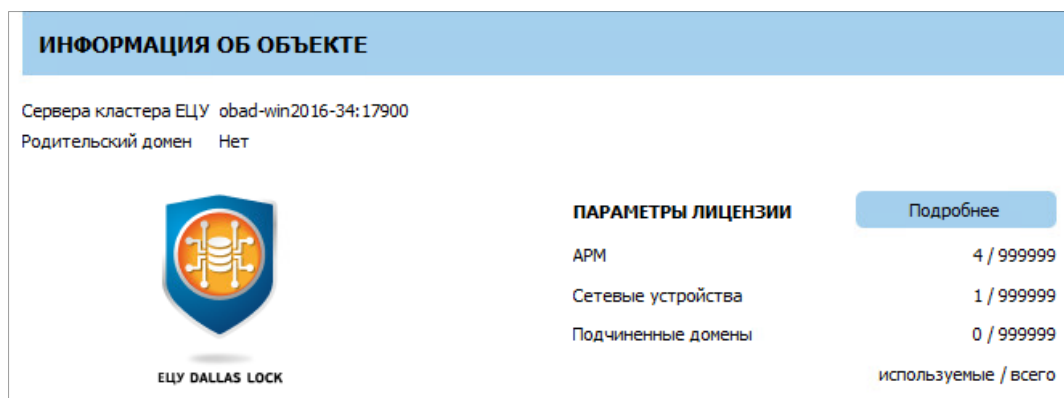 ИНФОРМАЦИЯ ОБ ОБЪЕКТЕ
Сервера кластера ЕЦУ obad-win2016-34:17900
Родительский домен Нет
ПАРАМЕТРЫ ЛИЦЕНЗИИ Подробнее
АРМ 4 / 999999
Сетевые устройства 1 / 999999
Подчиненные домены 0 / 999999
используемые / всего
ЕЦУ DALLAS LOCK